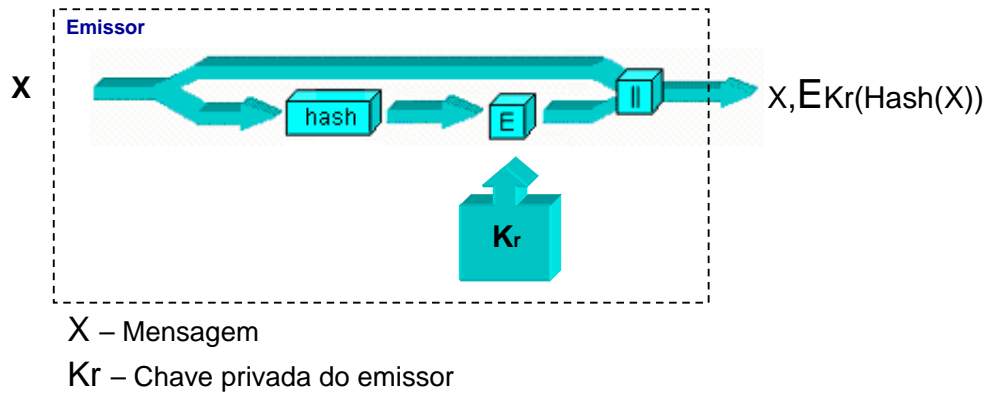 Emissor
X
hash
E
||
X,EKr(Hash(X))
Kr
X – Mensagem
Kr – Chave privada do emissor